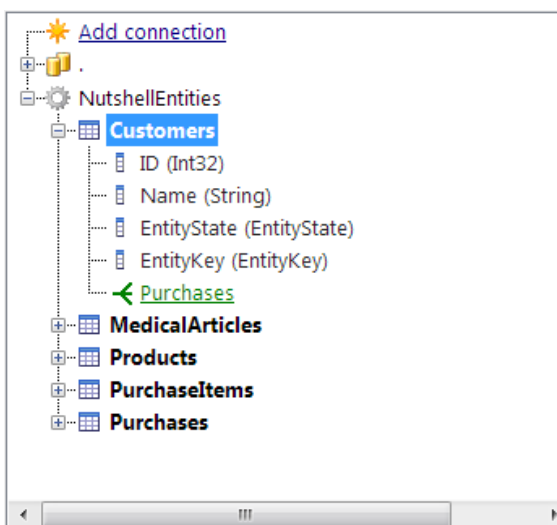 Add connection
.
NutshellEntities
Customers
ID (Int32)
Name (String)
EntityState (EntityState)
EntityKey (EntityKey)
Purchases
MedicalArticles
Products
PurchaseItems
Purchases